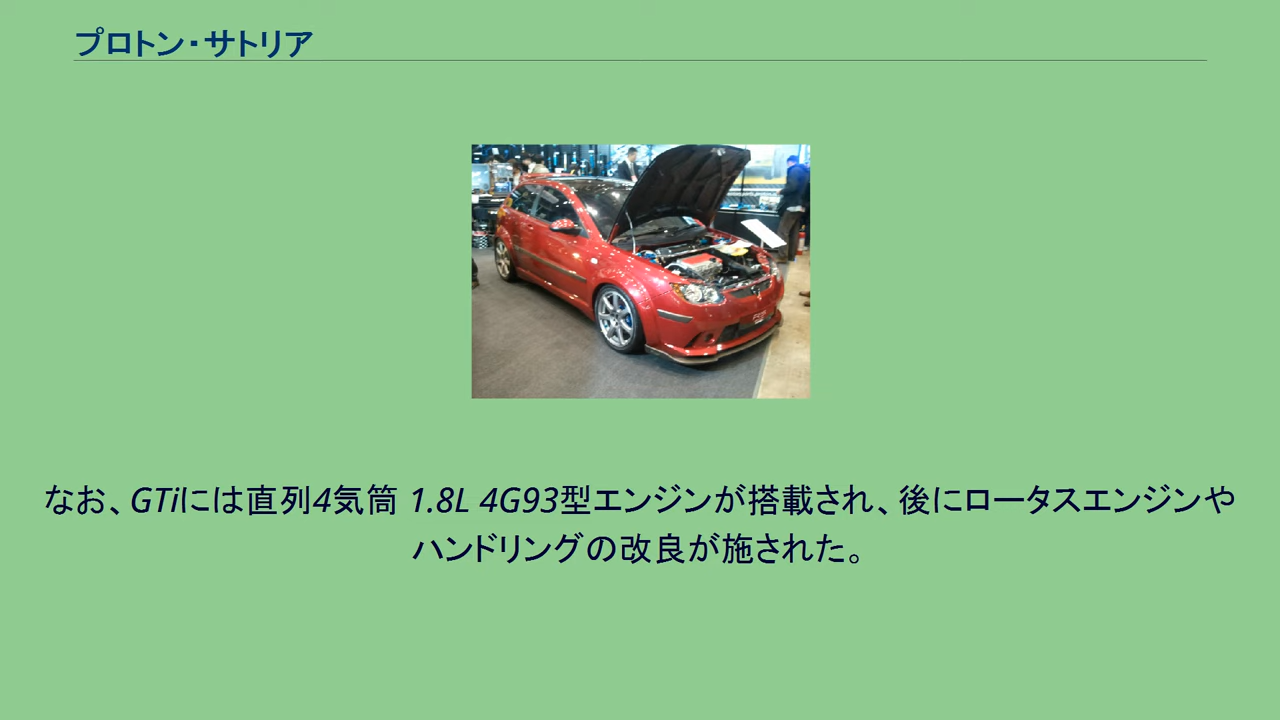 プロトン・サトリア
なお、GTiには直列4気筒 1.8L 4G93型エンジンが搭載され、後にロータスエンジンや
ハンドリングの改良が施された。